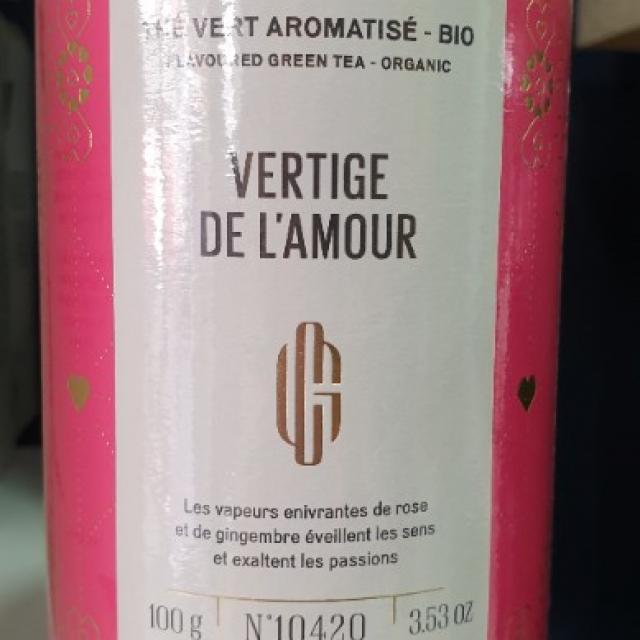 THÉ VERT AROMATISÉ - BIO
FLAVOURED GREEN TEA - ORGANIC
VERTIGE
DE L'AMOUR
Les vapeurs enivrantes de rose
et de gingembre éveillent les sens
et exaltent les passions
100 g N°10420 3.53 OZ